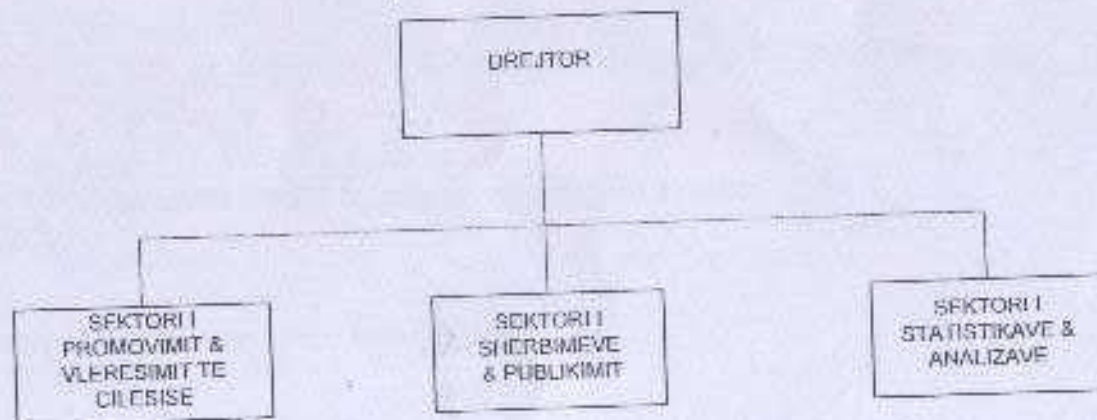 DREJTOR
SEKTORI I
PROMOVIMIT &
VLERESIMIT TE
CILESISE
SEKTORI I
SHERBIMEVE
& PUBLIKIMIT
SEKTORI I
STATISTIKAVE &
ANALIZAVE